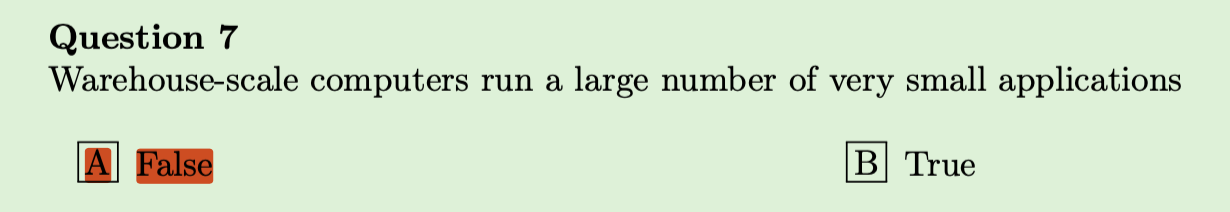 Question 7
Warehouse-scale computers run a large number of very small applications
A False
B True